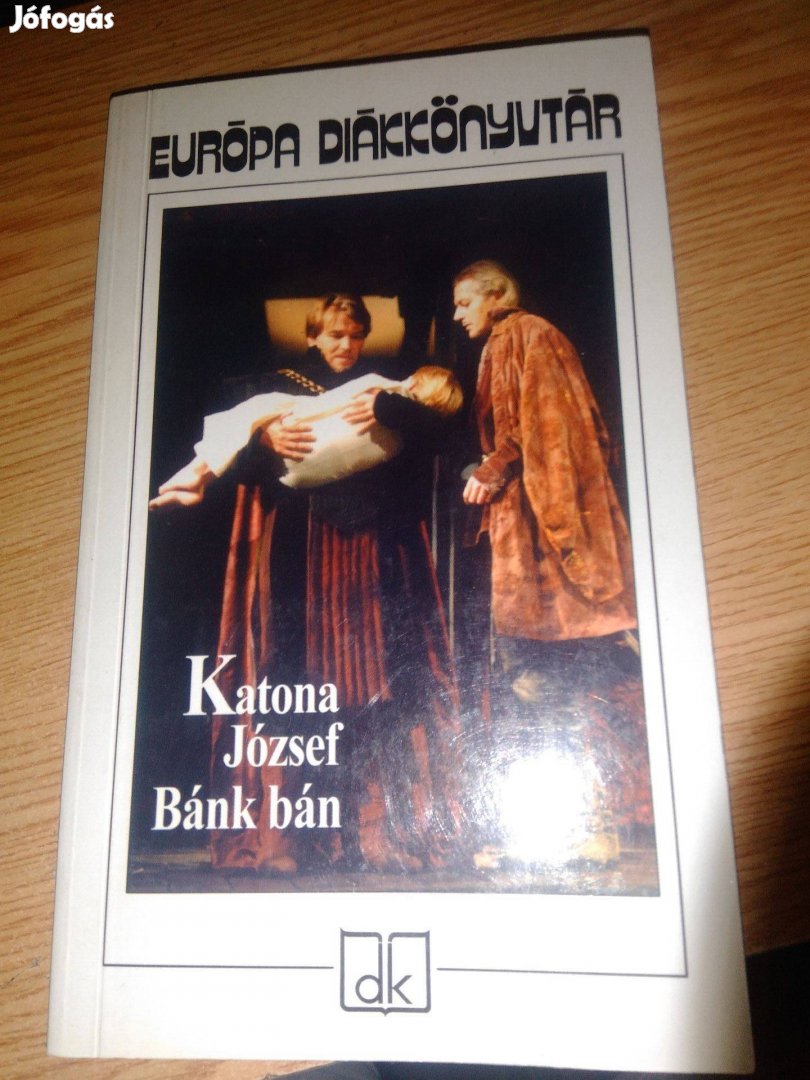 Jófogás
EURÓPA DIÁKKÖNYVTÁR
Katona
József
Bánk bán
dk